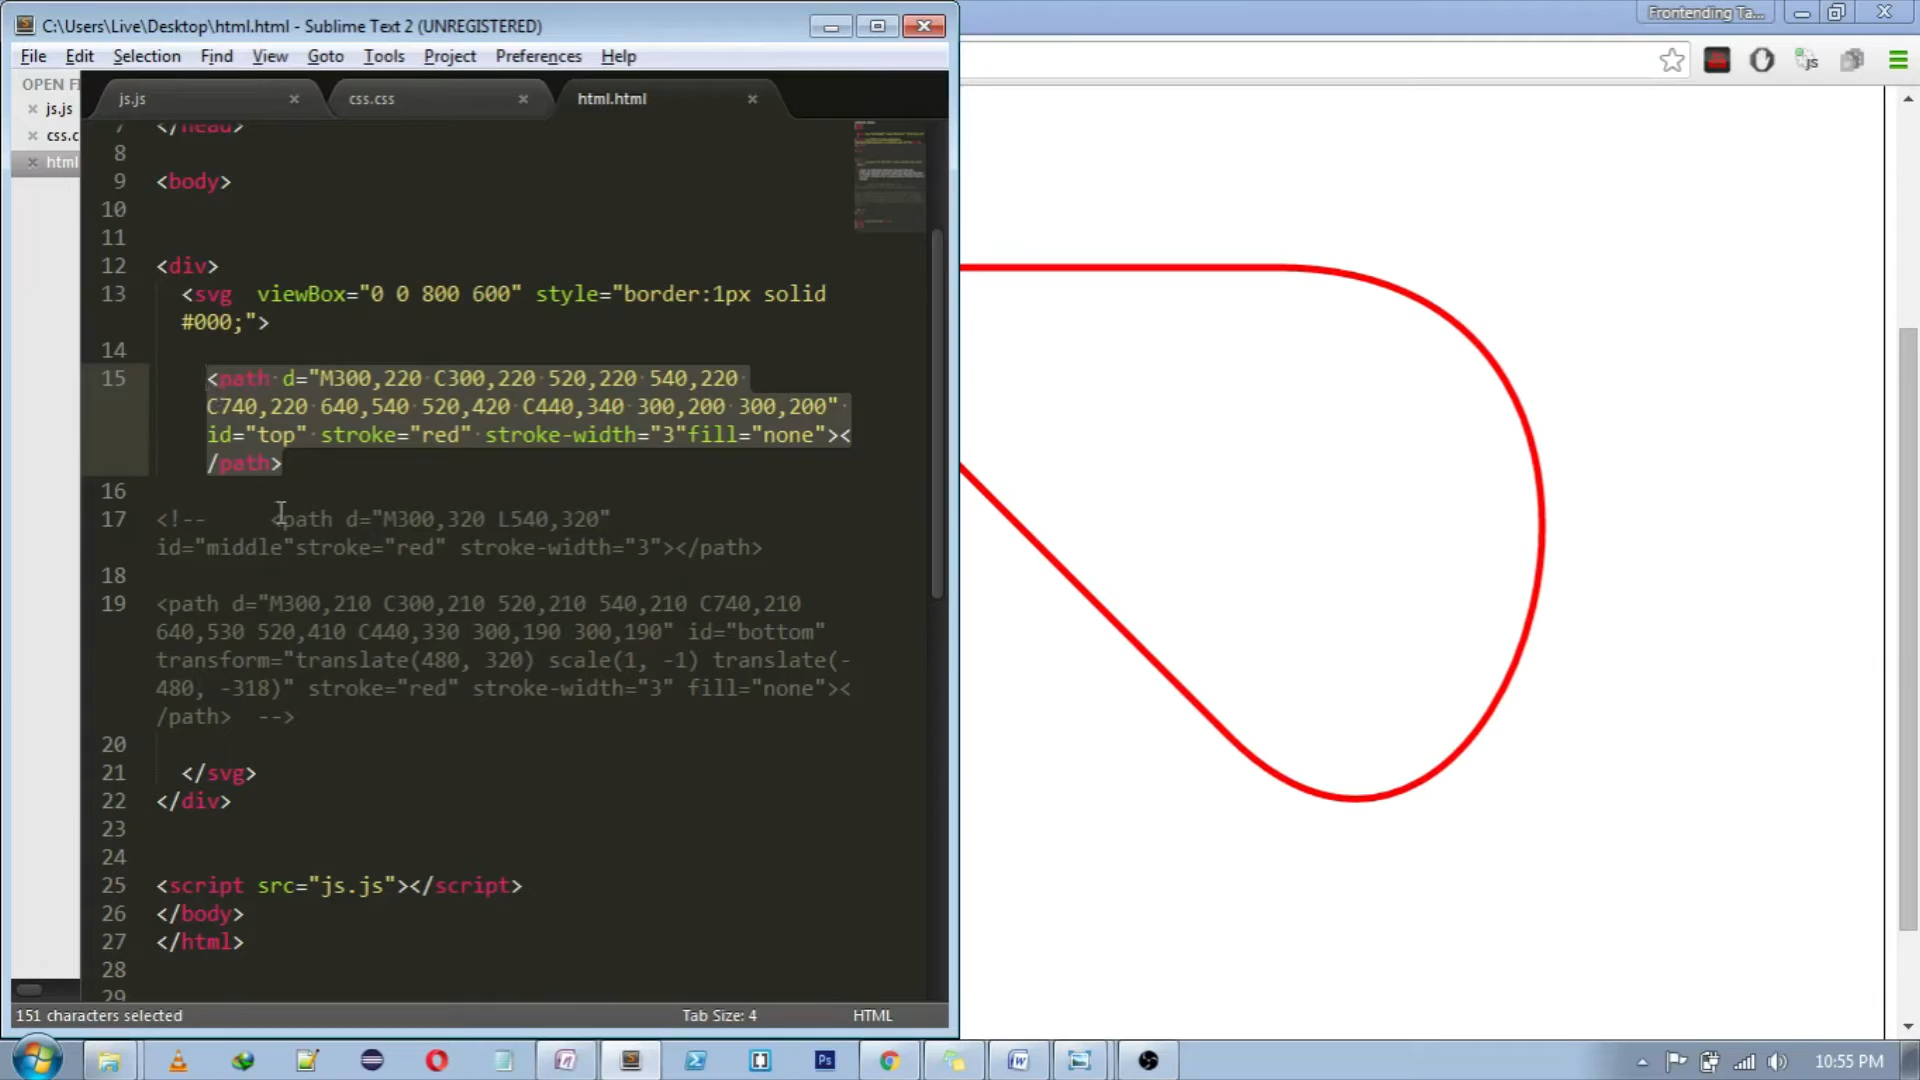 C:\Users\Live\Desktop\html.html - Sublime Text 2 (UNREGISTERED)
Frontending Ta...
File Edit Selection Find View Goto Tools Project Preferences Help
OPEN FI
js.js
css.c
html
js.js css.css html.html
7 </head>
8
9 <body>
10
11
12 <div>
13 <svg  viewBox="0 0 800 600" style="border:1px solid
#000;">
14
15 <path d="M300,220 C300,220 520,220 540,220
C740,220 640,540 520,420 C440,340 300,200 300,200"
id="top" stroke="red" stroke-width="3"fill="none"><
/path>
16
17 <!-- <path d="M300,320 L540,320"
id="middle"stroke="red" stroke-width="3"></path>
18
19 <path d="M300,210 C300,210 520,210 540,210 C740,210
640,530 520,410 C440,330 300,190 300,190" id="bottom"
transform="translate(480, 320) scale(1, -1) translate(-
480, -318)" stroke="red" stroke-width="3" fill="none"><
/path>  -->
20
21 </svg>
22 </div>
23
24
25 <script src="js.js"></script>
26 </body>
27 </html>
28
29
151 characters selected
Tab Size: 4
HTML
js
Ps
10:55 PM